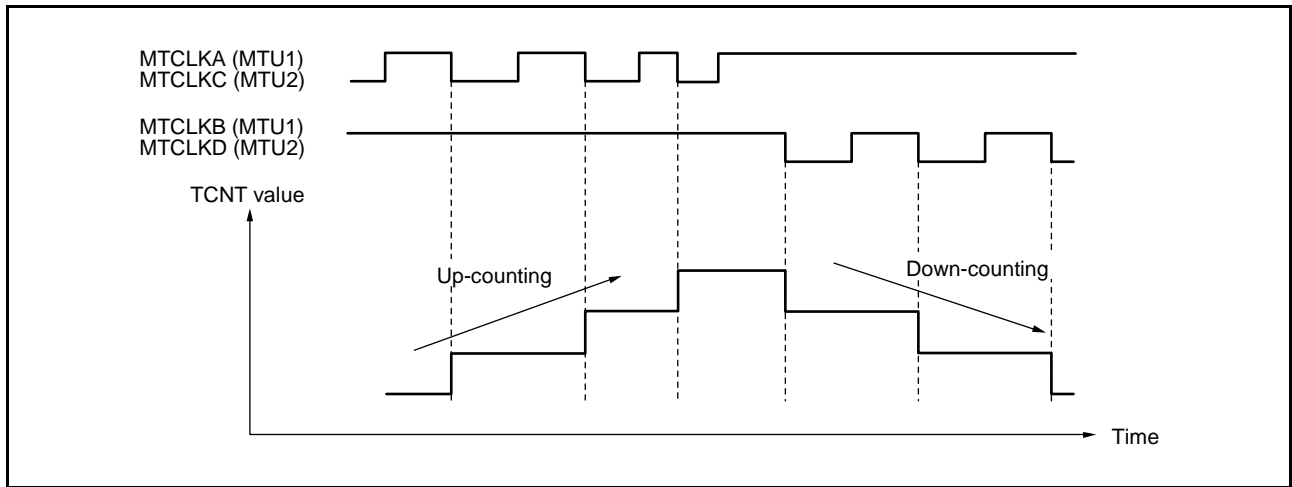 MTCLKA (MTU1)
MTCLKC (MTU2)
MTCLKB (MTU1)
MTCLKD (MTU2)
TCNT value
Up-counting
Down-counting
Time